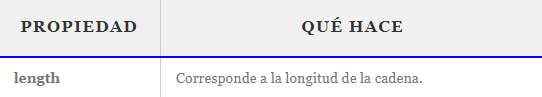 PROPIEDAD QUÉ HACE
length Corresponde a la longitud de la cadena.